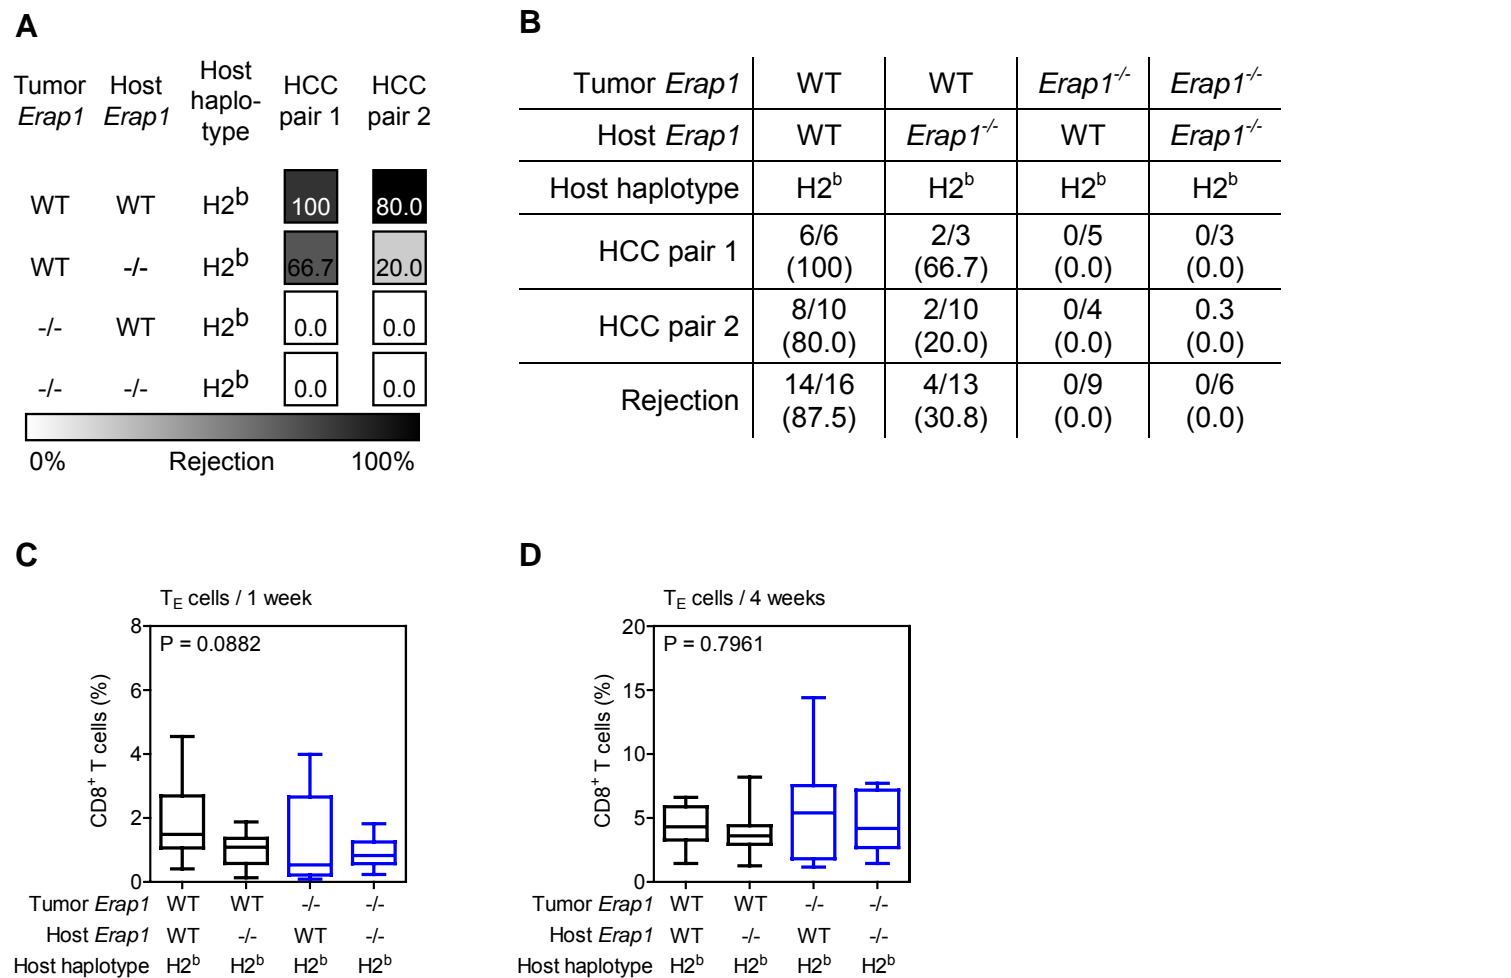 A
Tumor Erap1 Host Erap1 Host haplo-type HCC pair 1 HCC pair 2
WT WT H2b 100 80.0
WT -/- H2b 66.7 20.0
-/- WT H2b 0.0 0.0
-/- -/- H2b 0.0 0.0
0% Rejection 100%
B
Tumor Erap1 WT WT Erap1-/- Erap1-/-
Host Erap1 WT Erap1-/- WT Erap1-/-
Host haplotype H2b H2b H2b H2b
HCC pair 1 6/6 (100) 2/3 (66.7) 0/5 (0.0) 0/3 (0.0)
HCC pair 2 8/10 (80.0) 2/10 (20.0) 0/4 (0.0) 0.3 (0.0)
Rejection 14/16 (87.5) 4/13 (30.8) 0/9 (0.0) 0/6 (0.0)
C
TE cells / 1 week
P = 0.0882
CD8+ T cells (%)
8
6
4
2
0
Tumor Erap1 WT WT -/- -/-
Host Erap1 WT -/- WT -/-
Host haplotype H2b H2b H2b H2b
D
TE cells / 4 weeks
P = 0.7961
CD8+ T cells (%)
20
15
10
5
0
Tumor Erap1 WT WT -/- -/-
Host Erap1 WT -/- WT -/-
Host haplotype H2b H2b H2b H2b